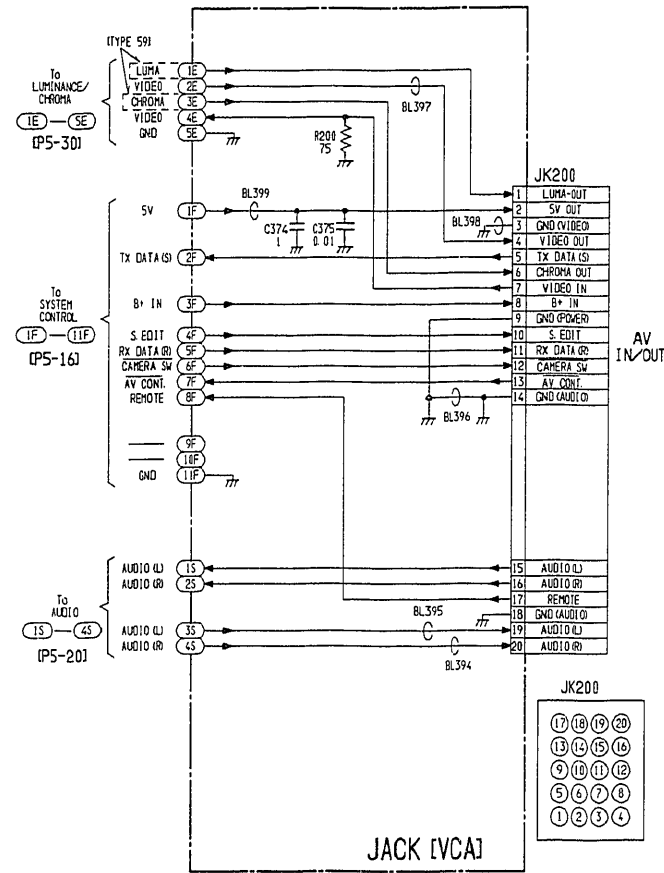 (TYPE 59)
To
LUMINANCE/
CHROMA
1E — 5E
[P5-30]
LUMA 1E
VIDEO 2E
CHROMA 3E
VIDEO 4E
GND 5E
BL397
R200
75
To
SYSTEM
CONTROL
1F — 11F
[P5-16]
5V 1F
TX DATA(S) 2F
B+ IN 3F
S. EDIT 4F
RX DATA(R) 5F
CAMERA SW 6F
AV CONT. 7F
REMOTE 8F
9F
10F
GND 11F
BL399
C374
1
C375
0.01
BL398
BL396
To
AUDIO
1S — 4S
[P5-20]
AUDIO(L) 1S
AUDIO(R) 2S
AUDIO(L) 3S
AUDIO(R) 4S
BL395
BL394
JK200
1 LUMA-OUT
2 5V OUT
3 GND(VIDEO)
4 VIDEO OUT
5 TX DATA(S)
6 CHROMA OUT
7 VIDEO IN
8 B+ IN
9 GND(POWER)
10 S. EDIT
11 RX DATA(R)
12 CAMERA SW
13 AV CONT.
14 GND(AUDIO)
15 AUDIO(L)
16 AUDIO(R)
17 REMOTE
18 GND(AUDIO)
19 AUDIO(L)
20 AUDIO(R)
AV
IN/OUT
JK200
17 18 19 20
13 14 15 16
9 10 11 12
5 6 7 8
1 2 3 4
JACK [VCA]